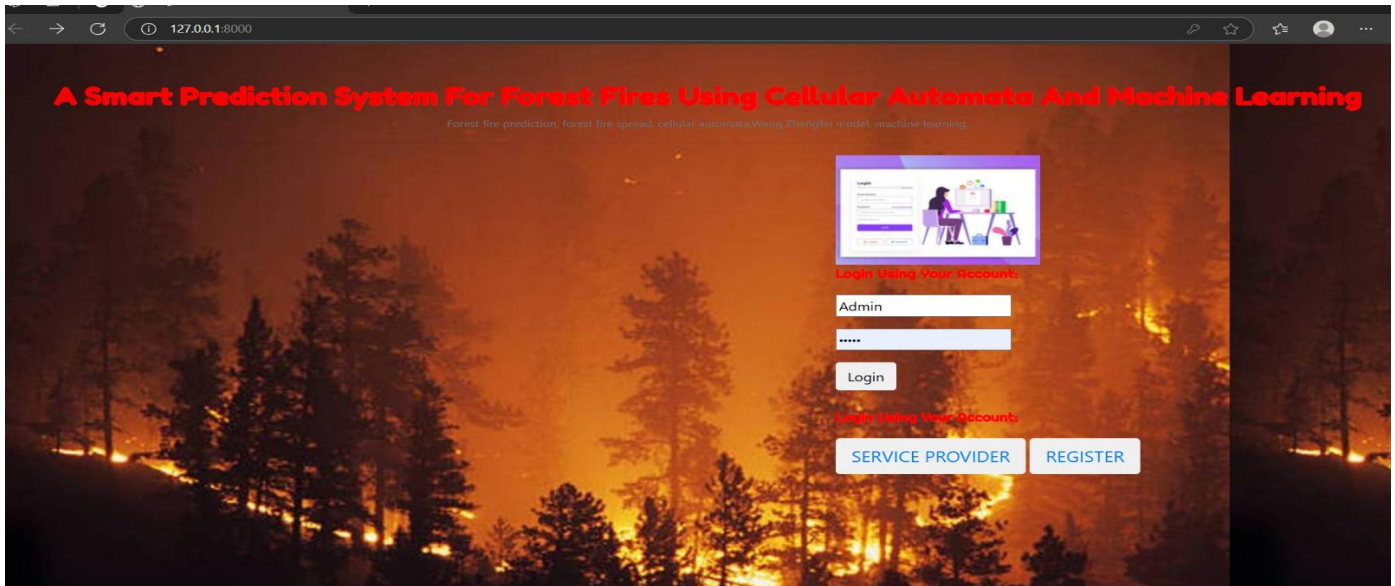 127.0.0.1:8000
A Smart Prediction System For Forest Fires Using Cellular Automata And Machine Learning
Forest fire prediction, forest fire spread, cellular automata,Wang Zhengfei model, machine learning.
Login
Login Using Your Account:
Admin
•••••
Login
Login Using Your Account:
SERVICE PROVIDER REGISTER